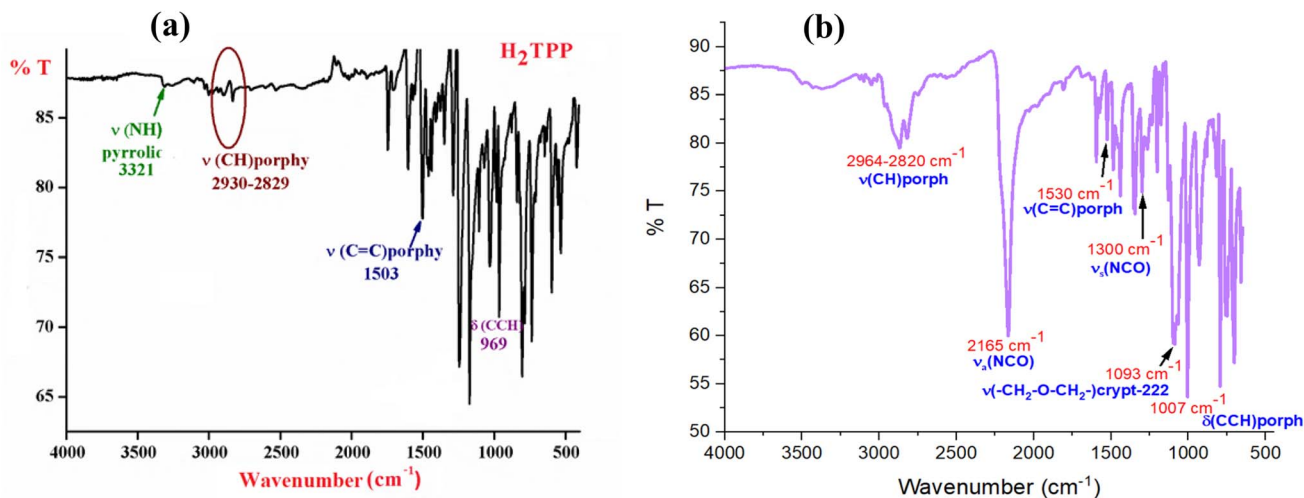 (a)
H₂TPP
% T
85
80
75
70
65
ν (NH)
pyrrolic
3321
ν (CH)porphy
2930-2829
ν (C=C)porphy
1503
δ (CCH)
969
4000 3500 3000 2500 2000 1500 1000 500
Wavenumber (cm⁻¹)
(b)
% T
90
85
80
75
70
65
60
55
50
2964-2820 cm⁻¹
ν(CH)porph
1530 cm⁻¹
ν(C=C)porph
1300 cm⁻¹
νₛ(NCO)
2165 cm⁻¹
νₐ(NCO)
1093 cm⁻¹
ν(-CH₂-O-CH₂-)crypt-222
1007 cm⁻¹
δ(CCH)porph
4000 3500 3000 2500 2000 1500 1000 500
Wavenumber (cm⁻¹)